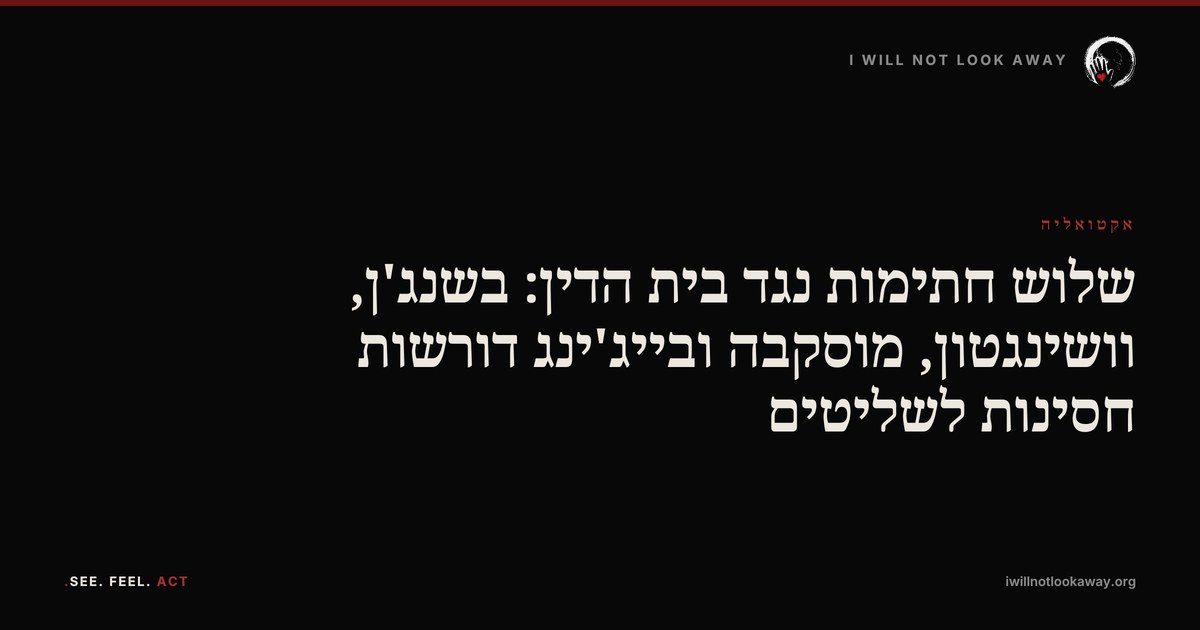 I WILL NOT LOOK AWAY
אקטואליה
שלוש חתימות נגד בית הדין: בשנג'ן,
וושינגטון, מוסקבה ובייג'ינג דורשות
חסינות לשליטים
.SEE. FEEL. ACT
iwillnotlookaway.org